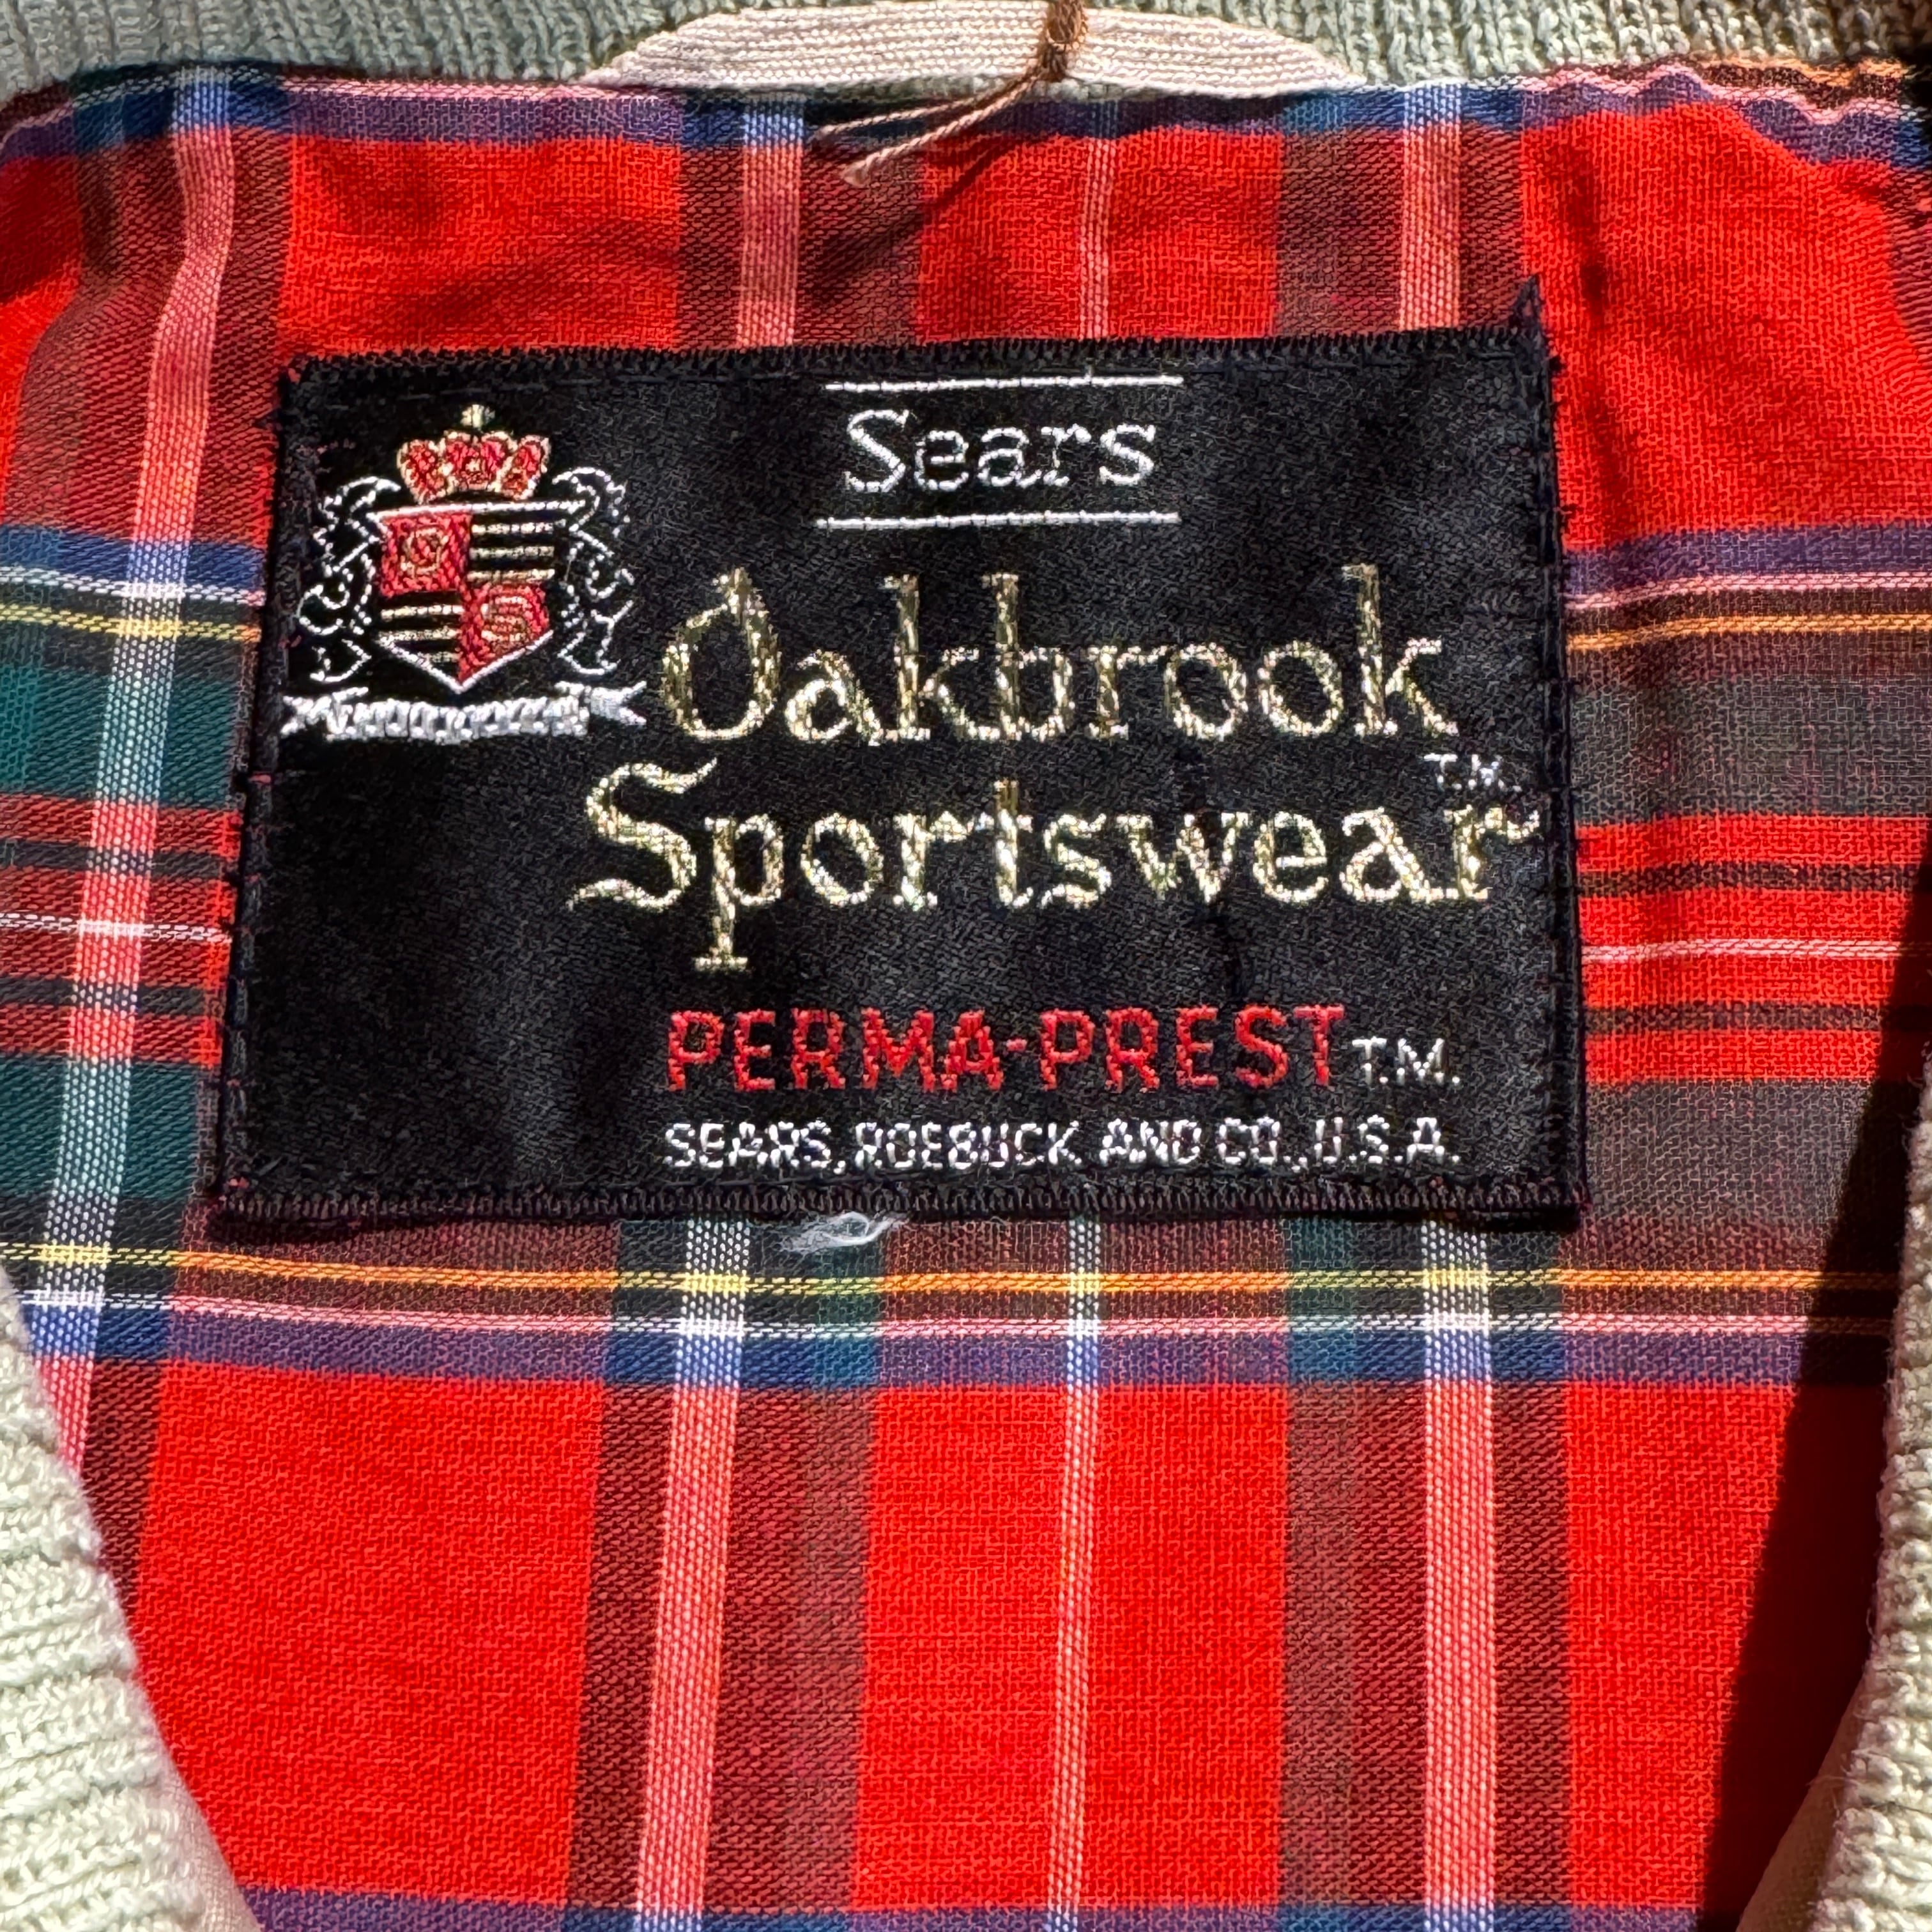 Sears
O
S
Oakbrook
T.M.
Sportswear
PERMA-PREST T.M.
SEARS, ROEBUCK AND CO., U.S.A.